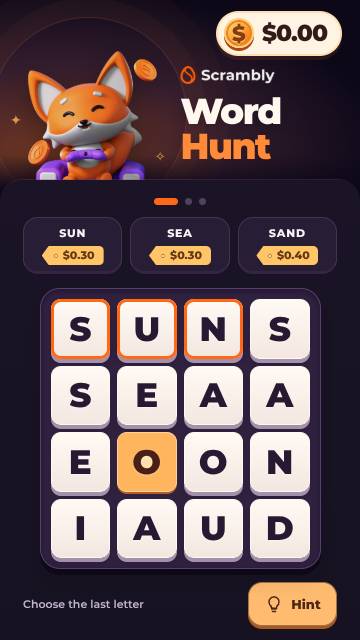 $ $0.00
Scrambly
Word
Hunt
SUN SEA SAND
$0.30 $0.30 $0.40
S U N S
S E A A
E O O N
I A U D
Choose the last letter
Hint